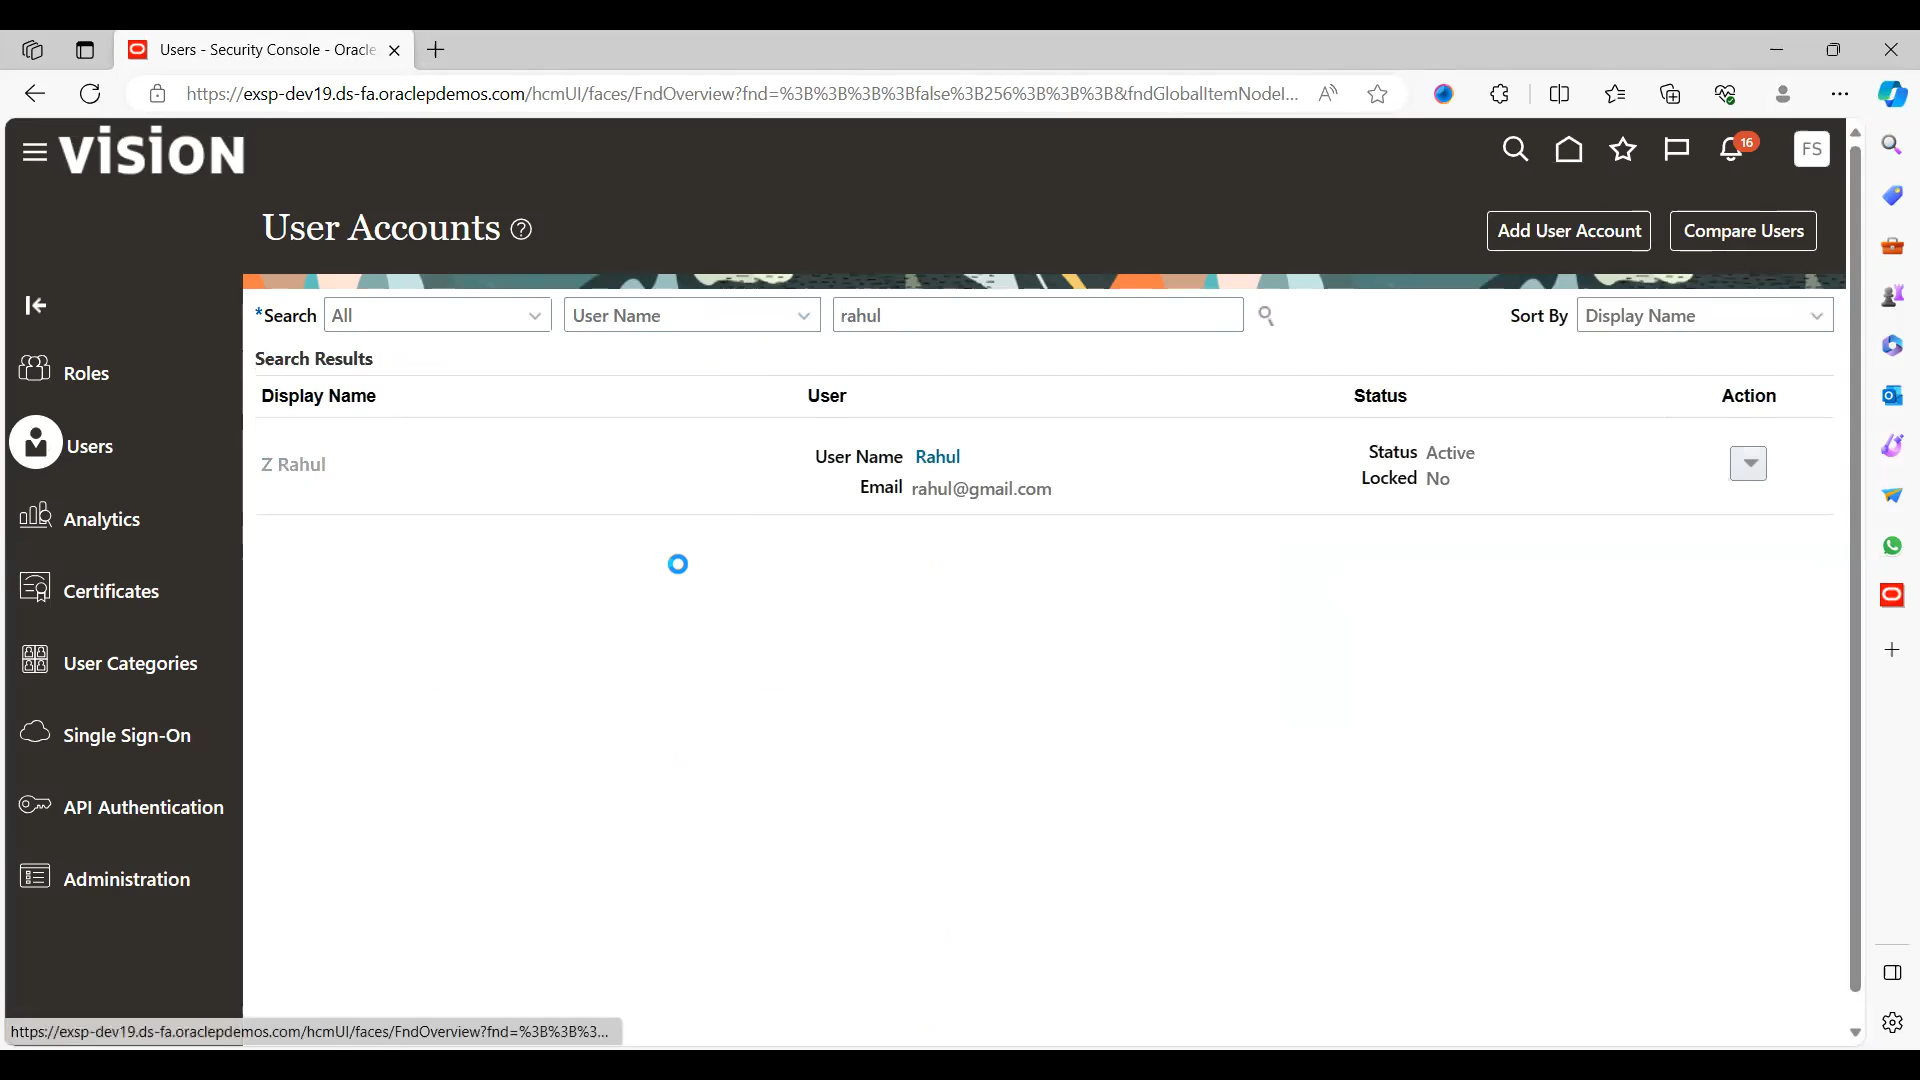 Users - Security Console - Oracle
https://exsp-dev19.ds-fa.oraclepdemos.com/hcmUI/faces/FndOverview?fnd=%3B%3B%3B%3Bfalse%3B256%3B%3B%3B&fndGlobalItemNodeI...
VISION
16
FS
User Accounts
Add User Account
Compare Users
*Search All User Name rahul
Sort By Display Name
Search Results
Display Name User Status Action
Z Rahul
User Name Rahul
Email rahul@gmail.com
Status Active
Locked No
Roles
Users
Analytics
Certificates
User Categories
Single Sign-On
API Authentication
Administration
https://exsp-dev19.ds-fa.oraclepdemos.com/hcmUI/faces/FndOverview?fnd=%3B%3B%3...